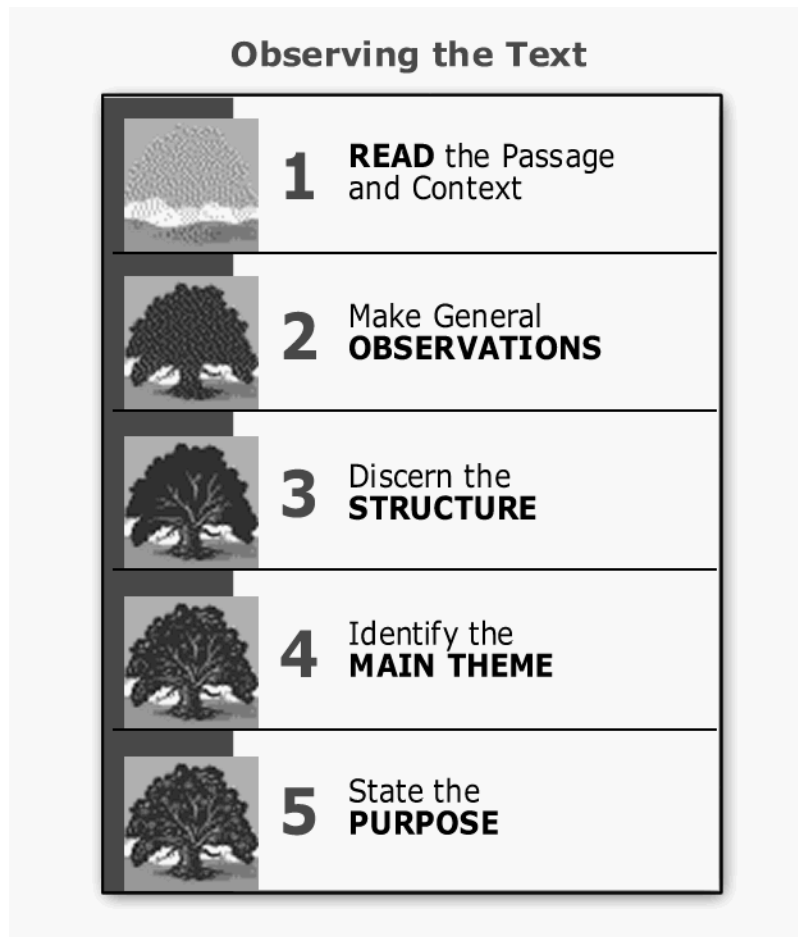 Observing the Text
1 READ the Passage
and Context
2 Make General
OBSERVATIONS
3 Discern the
STRUCTURE
4 Identify the
MAIN THEME
5 State the
PURPOSE